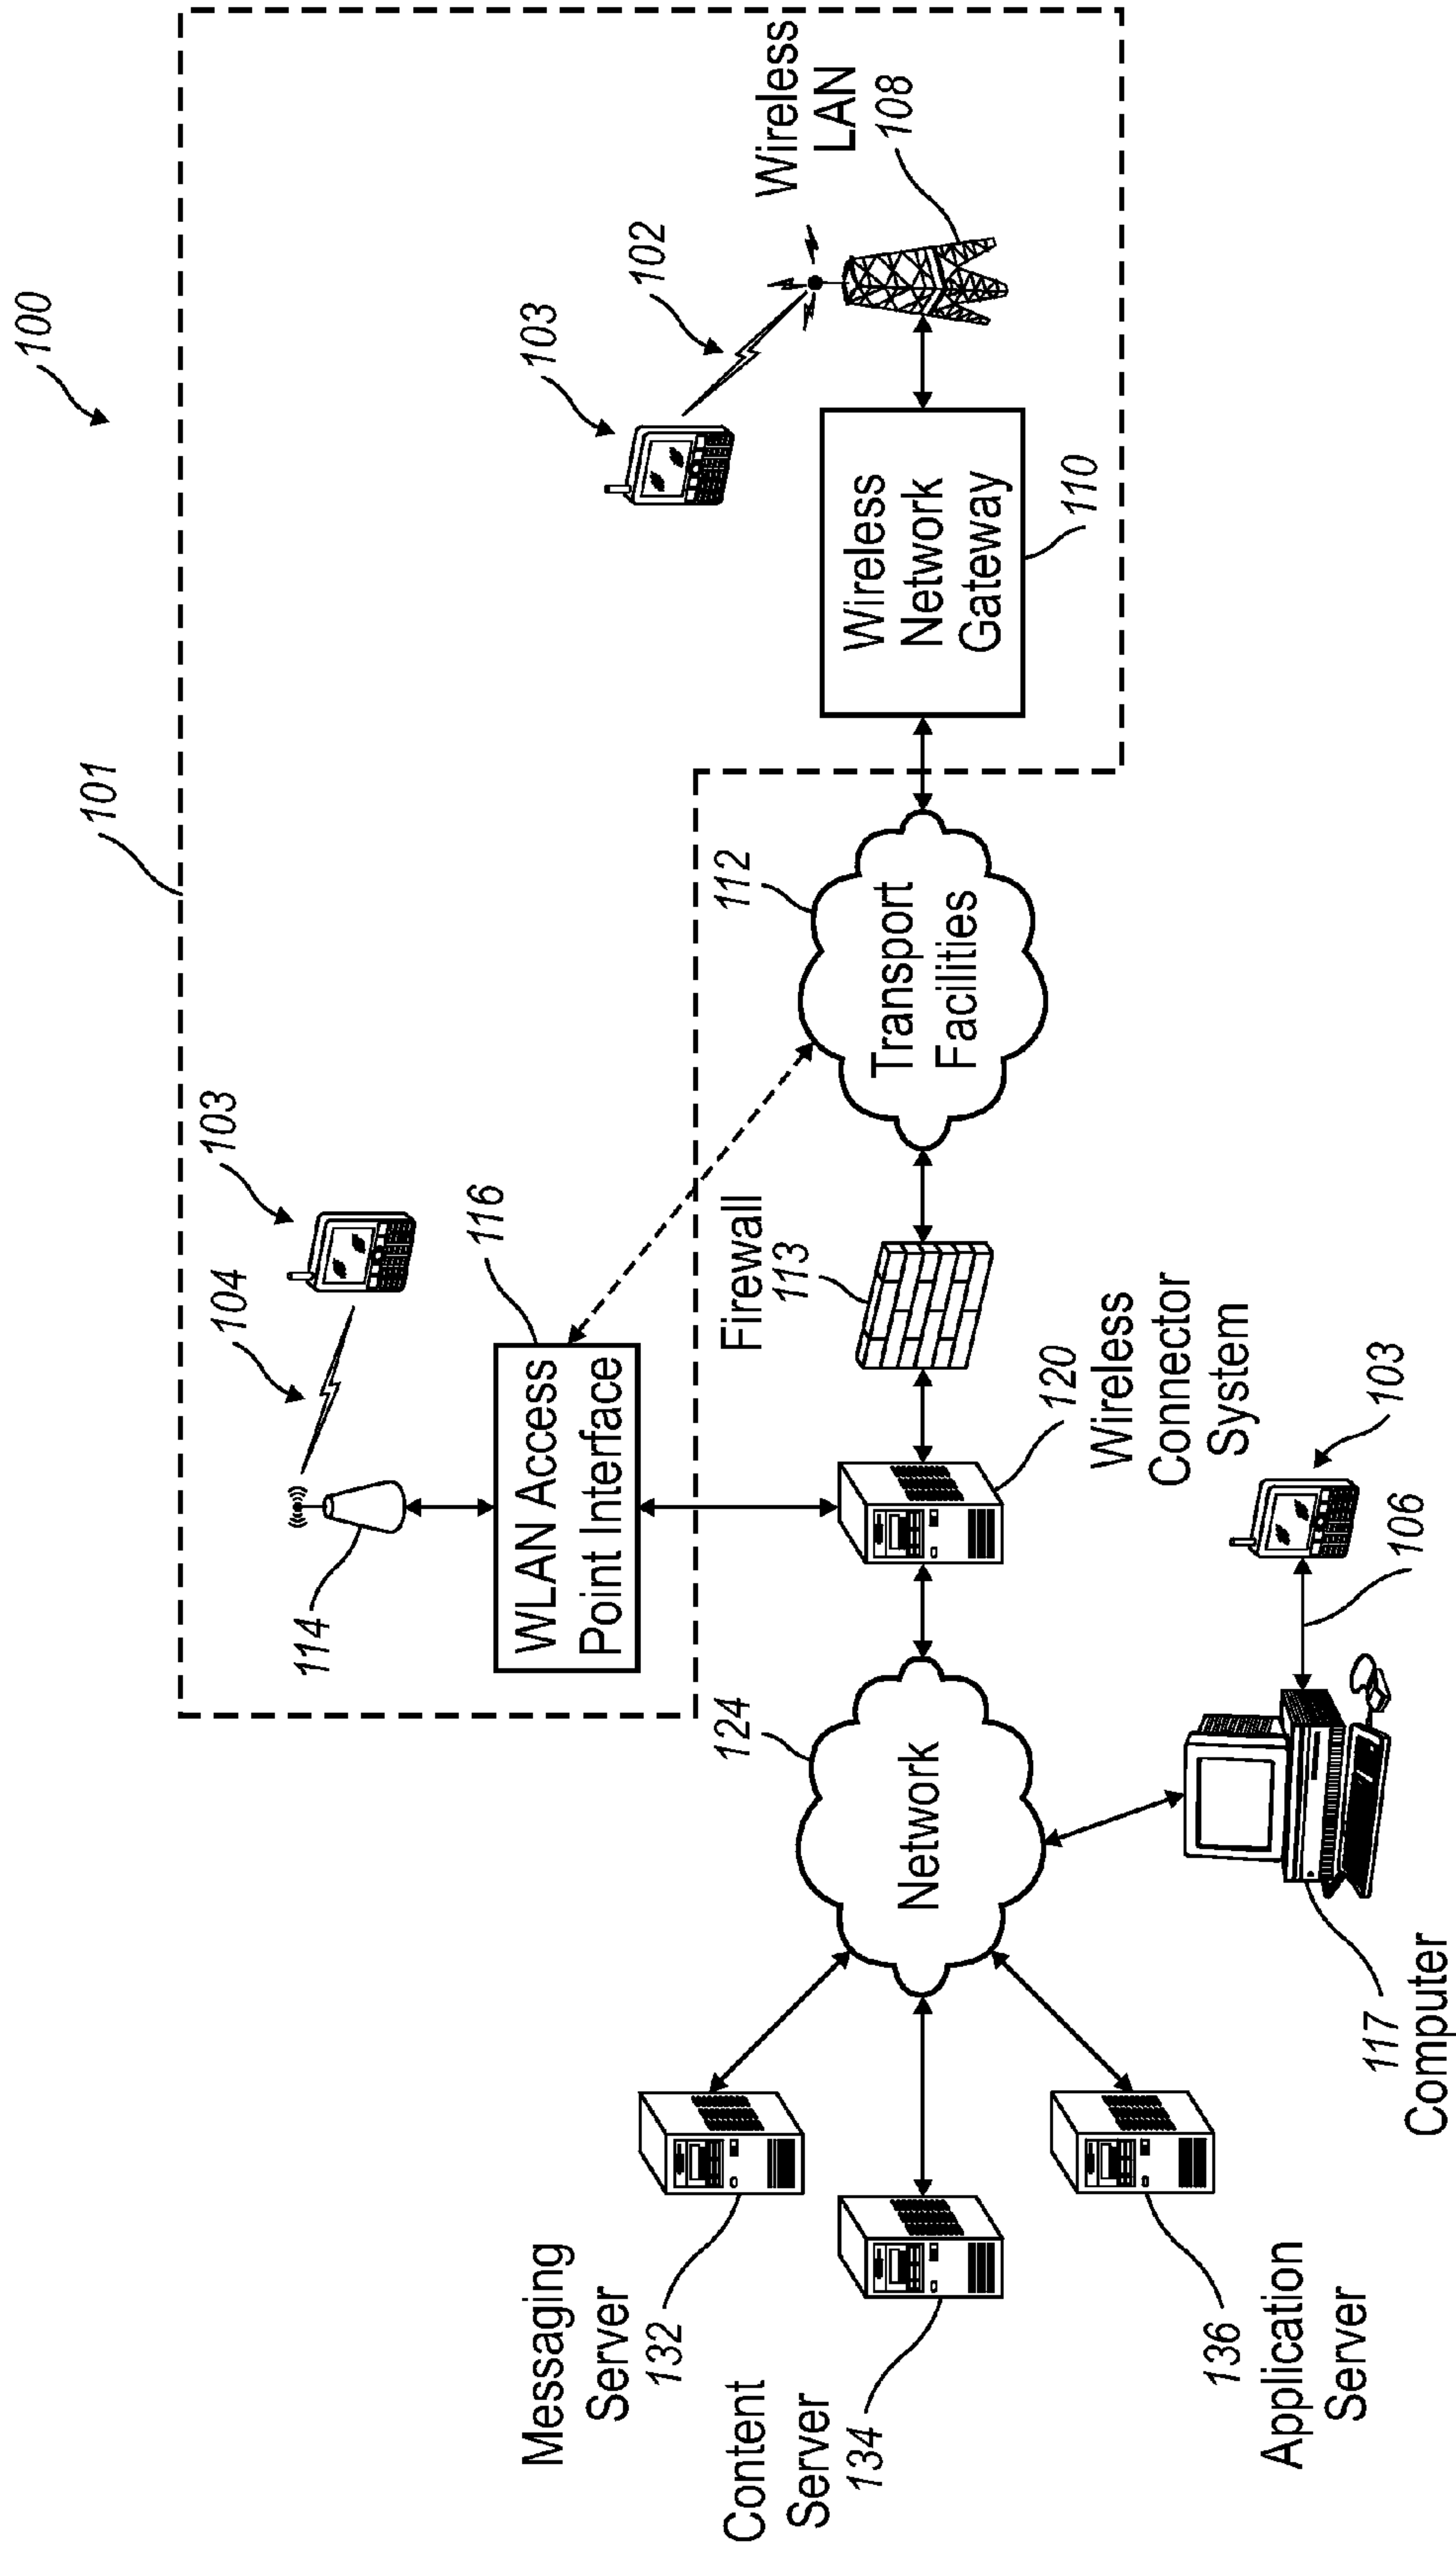 100
101
103
104
114
116
WLAN Access
Point Interface
103
102
Wireless
LAN
108
Wireless
Network
Gateway
110
112
Transport
Facilities
Firewall
113
120
Wireless
Connector
System
124
Network
Messaging
Server
132
Content
Server
134
136
Application
Server
103
106
117
Computer